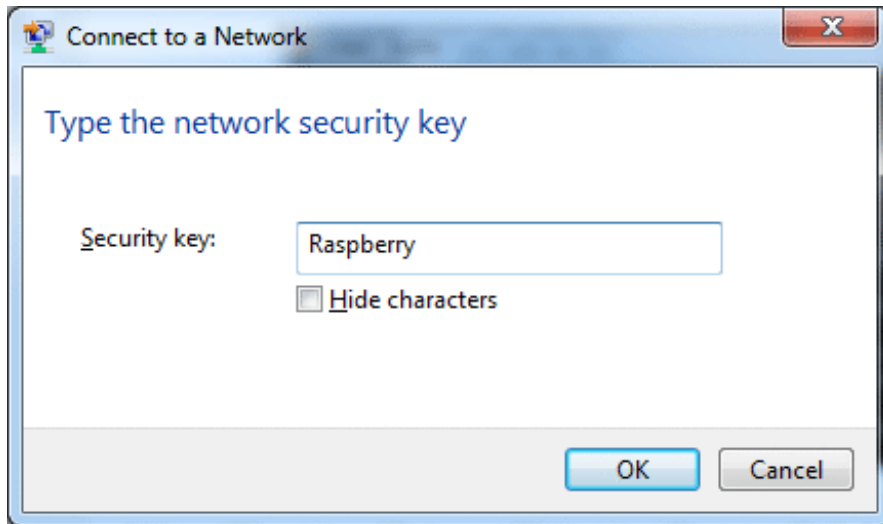 Connect to a Network
Type the network security key
Security key: Raspberry
Hide characters
OK Cancel